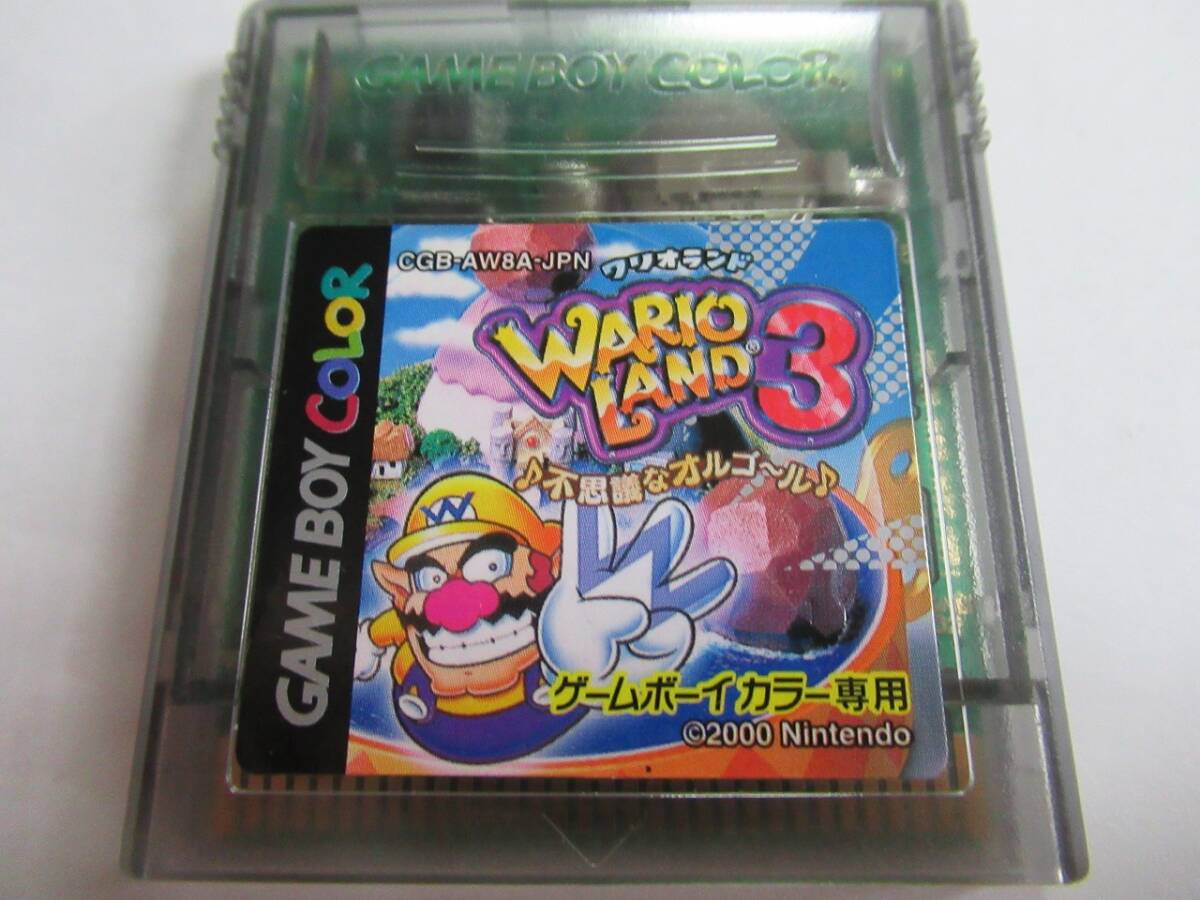 GAME BOY COLOR
GAME BOY COLOR
CGB-AW8A-JPN
ワリオランド
WARIO
LAND® 3
♪不思議なオルゴ～ル♪
W
ゲームボーイカラー専用
©2000 Nintendo